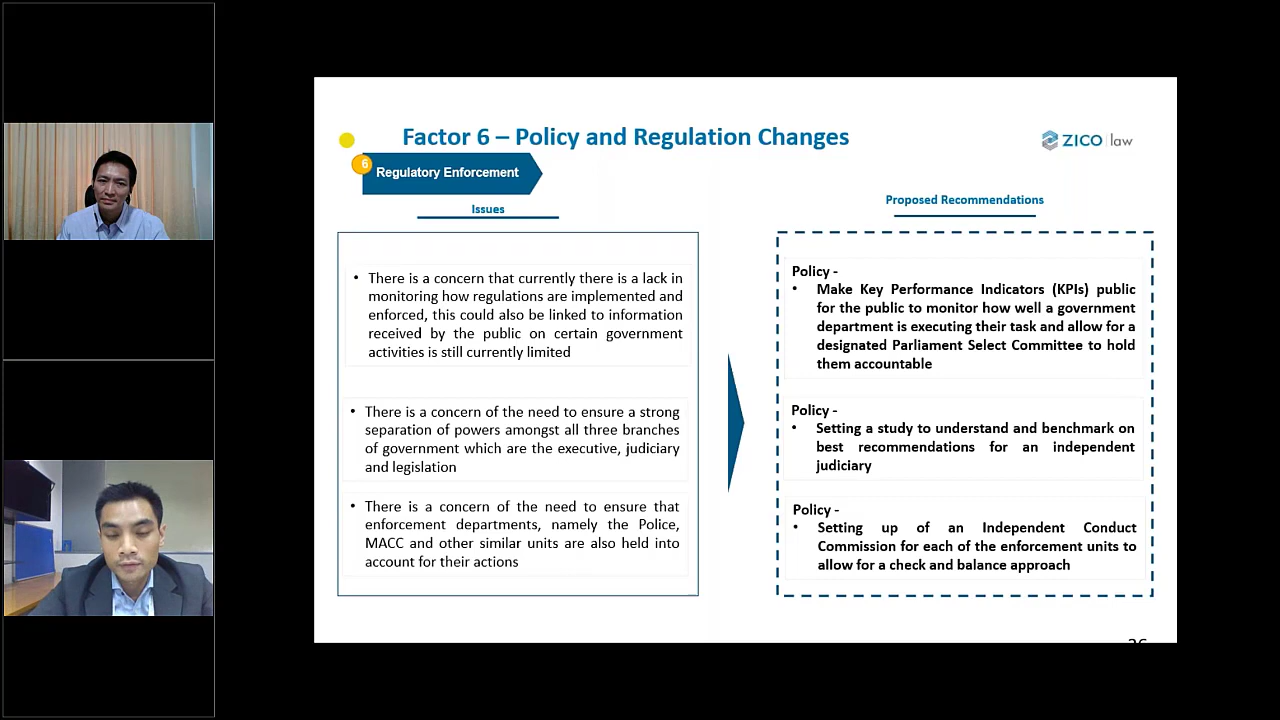 Factor 6 – Policy and Regulation Changes
ZICO law
6
Regulatory Enforcement
Issues
• There is a concern that currently there is a lack in
monitoring how regulations are implemented and
enforced, this could also be linked to information
received by the public on certain government
activities is still currently limited
• There is a concern of the need to ensure a strong
separation of powers amongst all three branches
of government which are the executive, judiciary
and legislation
• There is a concern of the need to ensure that
enforcement departments, namely the Police,
MACC and other similar units are also held into
account for their actions
Proposed Recommendations
Policy -
• Make Key Performance Indicators (KPIs) public
for the public to monitor how well a government
department is executing their task and allow for a
designated Parliament Select Committee to hold
them accountable
Policy -
• Setting a study to understand and benchmark on
best recommendations for an independent
judiciary
Policy -
• Setting up of an Independent Conduct
Commission for each of the enforcement units to
allow for a check and balance approach